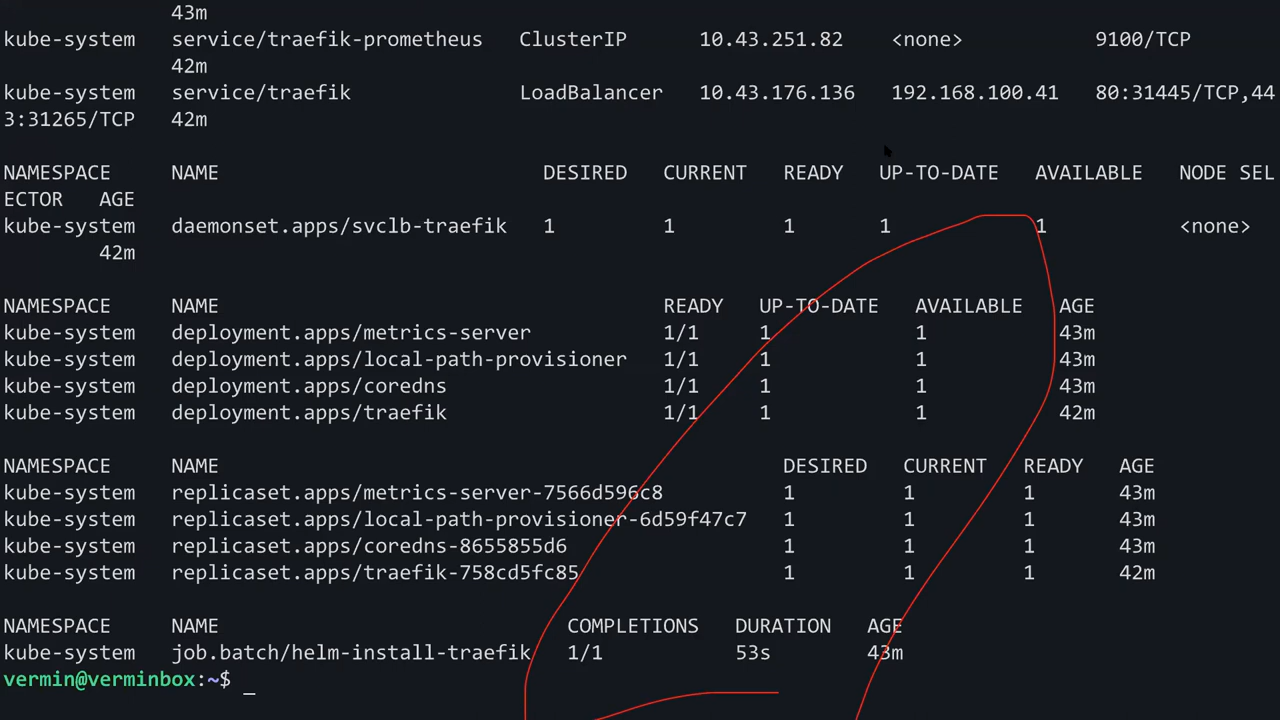 43m
kube-system   service/traefik-prometheus   ClusterIP      10.43.251.82    <none>           9100/TCP
42m
kube-system   service/traefik              LoadBalancer   10.43.176.136   192.168.100.41   80:31445/TCP,44
3:31265/TCP   42m
NAMESPACE     NAME                           DESIRED   CURRENT   READY   UP-TO-DATE   AVAILABLE   NODE SEL
ECTOR   AGE
kube-system   daemonset.apps/svclb-traefik   1         1         1       1            1           <none>
42m
NAMESPACE     NAME                                     READY   UP-TO-DATE   AVAILABLE   AGE
kube-system   deployment.apps/metrics-server           1/1     1            1           43m
kube-system   deployment.apps/local-path-provisioner   1/1     1            1           43m
kube-system   deployment.apps/coredns                  1/1     1            1           43m
kube-system   deployment.apps/traefik                  1/1     1            1           42m
NAMESPACE     NAME                                               DESIRED   CURRENT   READY   AGE
kube-system   replicaset.apps/metrics-server-7566d596c8          1         1         1       43m
kube-system   replicaset.apps/local-path-provisioner-6d59f47c7   1         1         1       43m
kube-system   replicaset.apps/coredns-8655855d6                  1         1         1       43m
kube-system   replicaset.apps/traefik-758cd5fc85                 1         1         1       42m
NAMESPACE     NAME                             COMPLETIONS   DURATION   AGE
kube-system   job.batch/helm-install-traefik   1/1           53s        43m
vermin@verminbox:~$ _